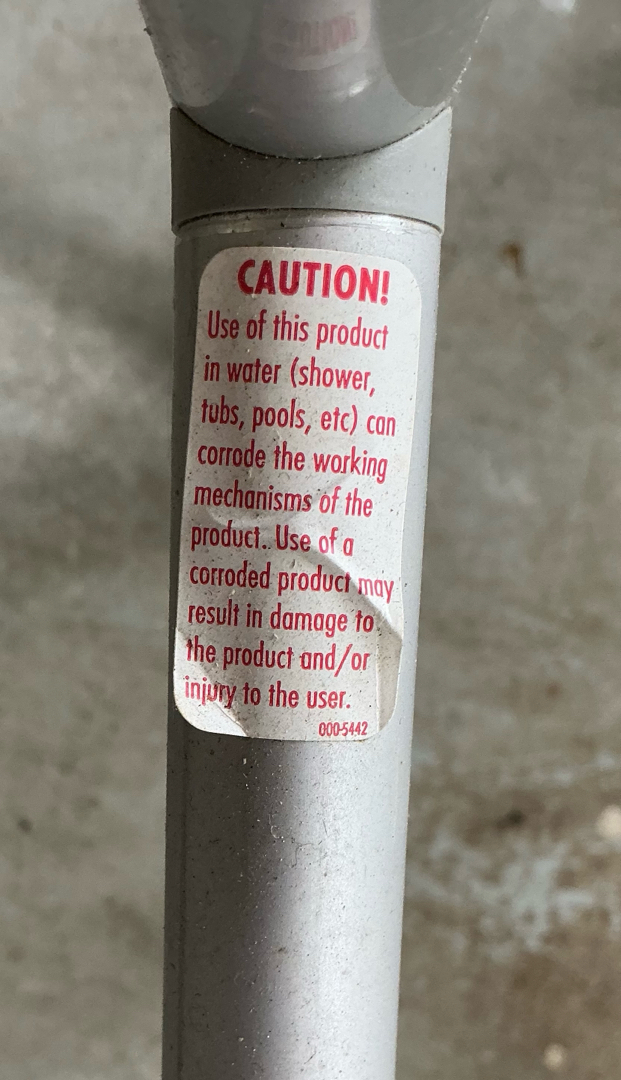 CAUTION!
Use of this product
in water (shower,
tubs, pools, etc) can
corrode the working
mechanisms of the
product. Use of a
corroded product may
result in damage to
the product and/or
injury to the user.
000-5442